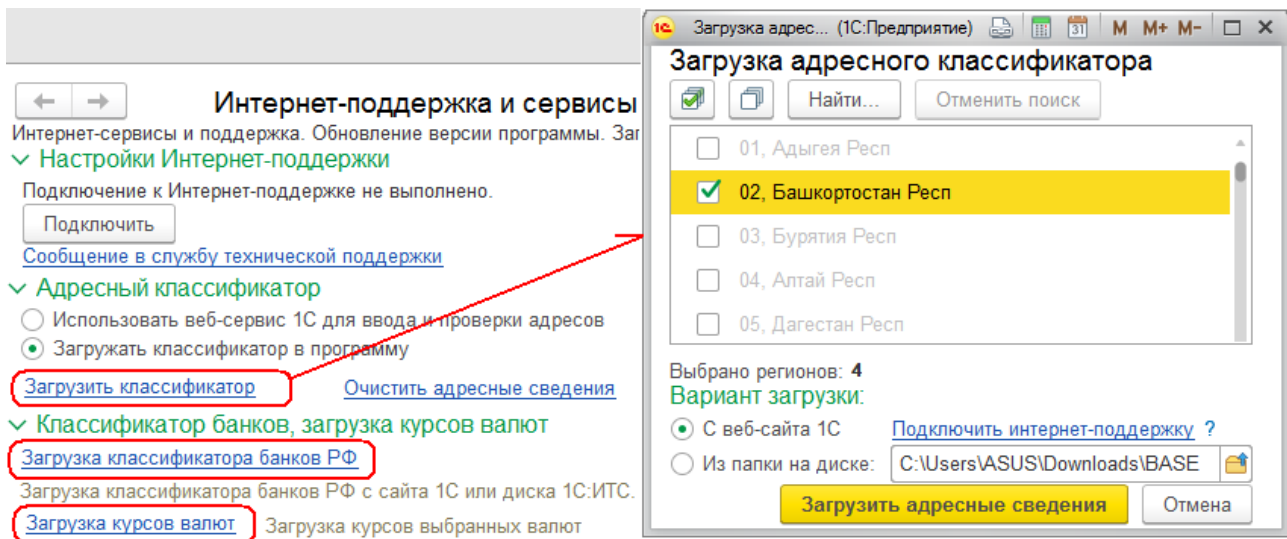 Интернет-поддержка и сервисы
Интернет-сервисы и поддержка. Обновление версии программы. Заг
Настройки Интернет-поддержки
Подключение к Интернет-поддержке не выполнено.
Подключить
Сообщение в службу технической поддержки
Адресный классификатор
Использовать веб-сервис 1С для ввода и проверки адресов
Загружать классификатор в программу
Загрузить классификатор Очистить адресные сведения
Классификатор банков, загрузка курсов валют
Загрузка классификатора банков РФ
Загрузка классификатора банков РФ с сайта 1С или диска 1С:ИТС.
Загрузка курсов валют Загрузка курсов выбранных валют
1С Загрузка адрес... (1С:Предприятие) 31 M M+ M-
Загрузка адресного классификатора
Найти... Отменить поиск
01, Адыгея Респ
02, Башкортостан Респ
03, Бурятия Респ
04, Алтай Респ
05, Дагестан Респ
Выбрано регионов: 4
Вариант загрузки:
С веб-сайта 1С Подключить интернет-поддержку ?
Из папки на диске: C:\Users\ASUS\Downloads\BASE
Загрузить адресные сведения Отмена